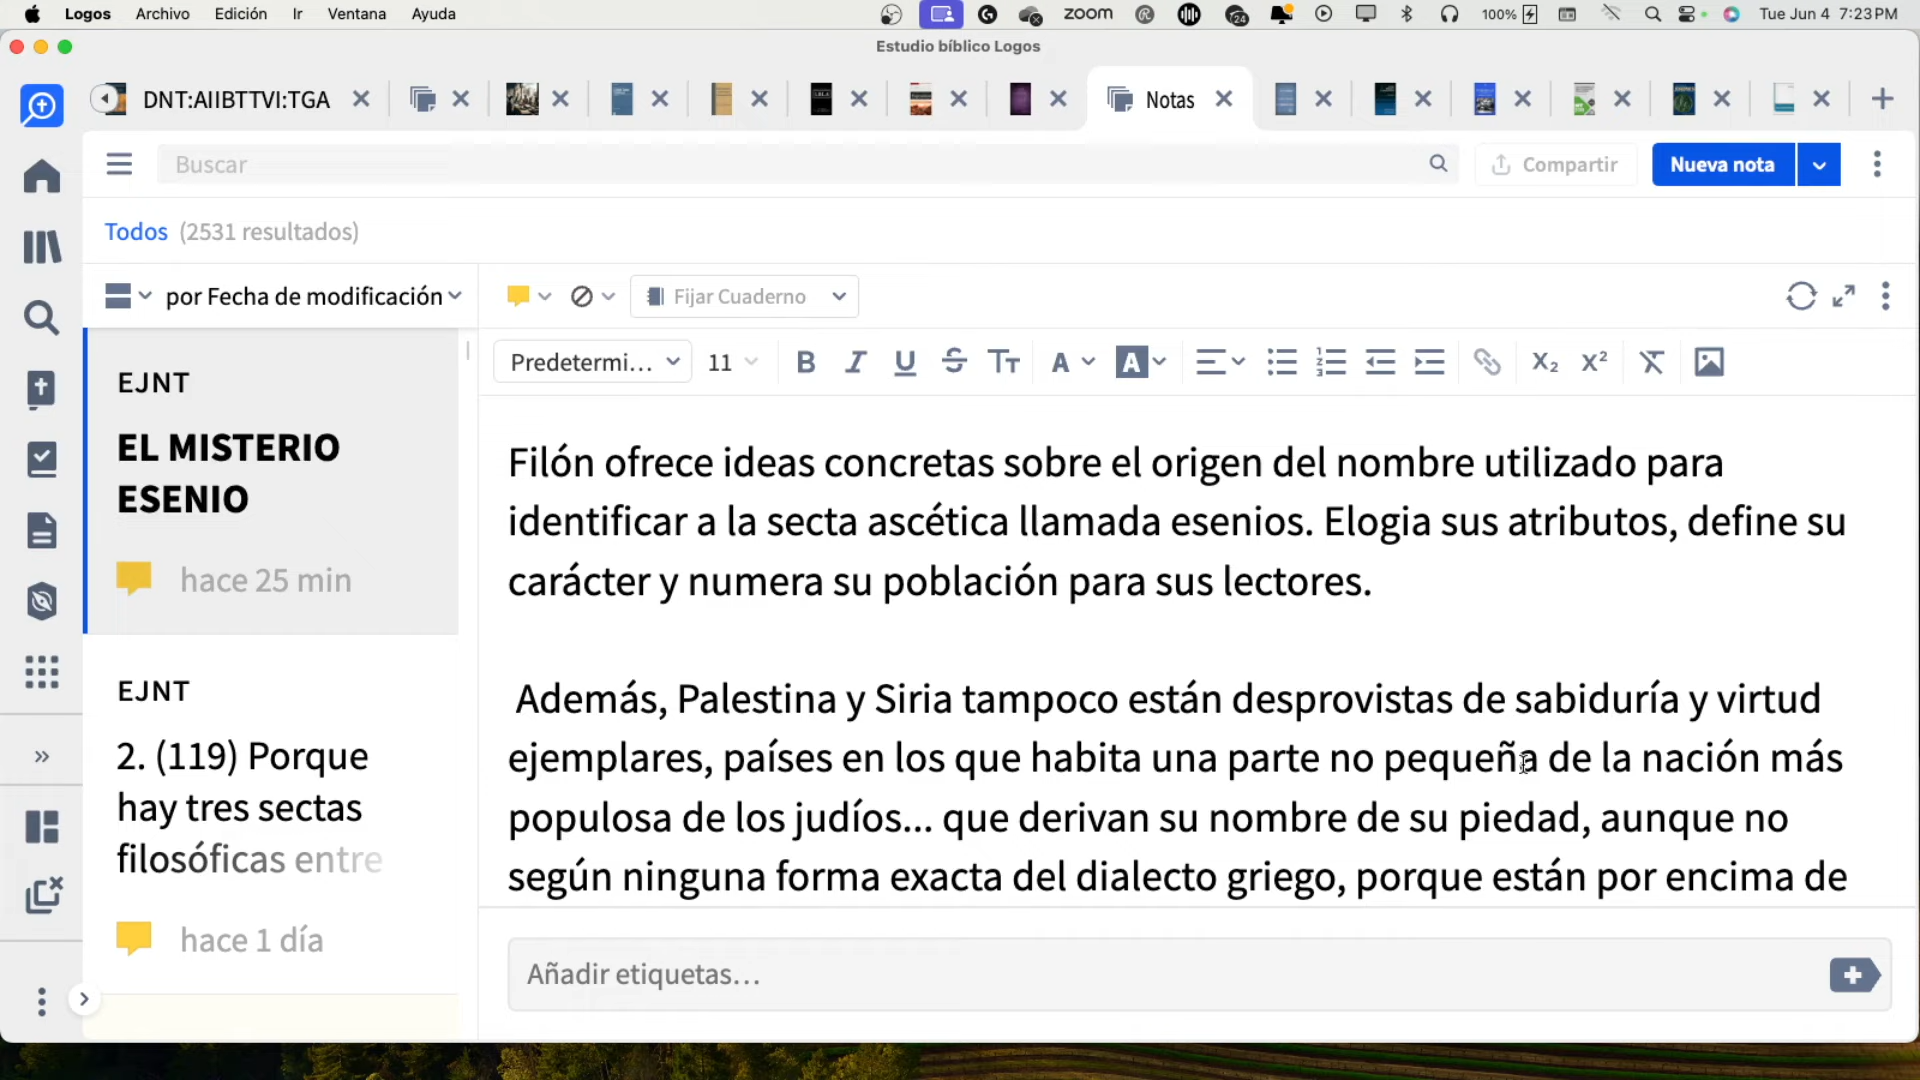 Logos Archivo Edición Ir Ventana Ayuda zoom 24 100% Tue Jun 4 7:23 PM
Estudio bíblico Logos
DNT:AIIBTTVI:TGA Notas
Buscar Compartir Nueva nota
Todos (2531 resultados)
por Fecha de modificación Fijar Cuaderno
Predetermi... 11
EJNT
EL MISTERIO
ESENIO
hace 25 min
EJNT
2. (119) Porque
hay tres sectas
filosóficas entre
hace 1 día
Filón ofrece ideas concretas sobre el origen del nombre utilizado para
identificar a la secta ascética llamada esenios. Elogia sus atributos, define su
carácter y numera su población para sus lectores.
Además, Palestina y Siria tampoco están desprovistas de sabiduría y virtud
ejemplares, países en los que habita una parte no pequeña de la nación más
populosa de los judíos... que derivan su nombre de su piedad, aunque no
según ninguna forma exacta del dialecto griego, porque están por encima de
Añadir etiquetas...